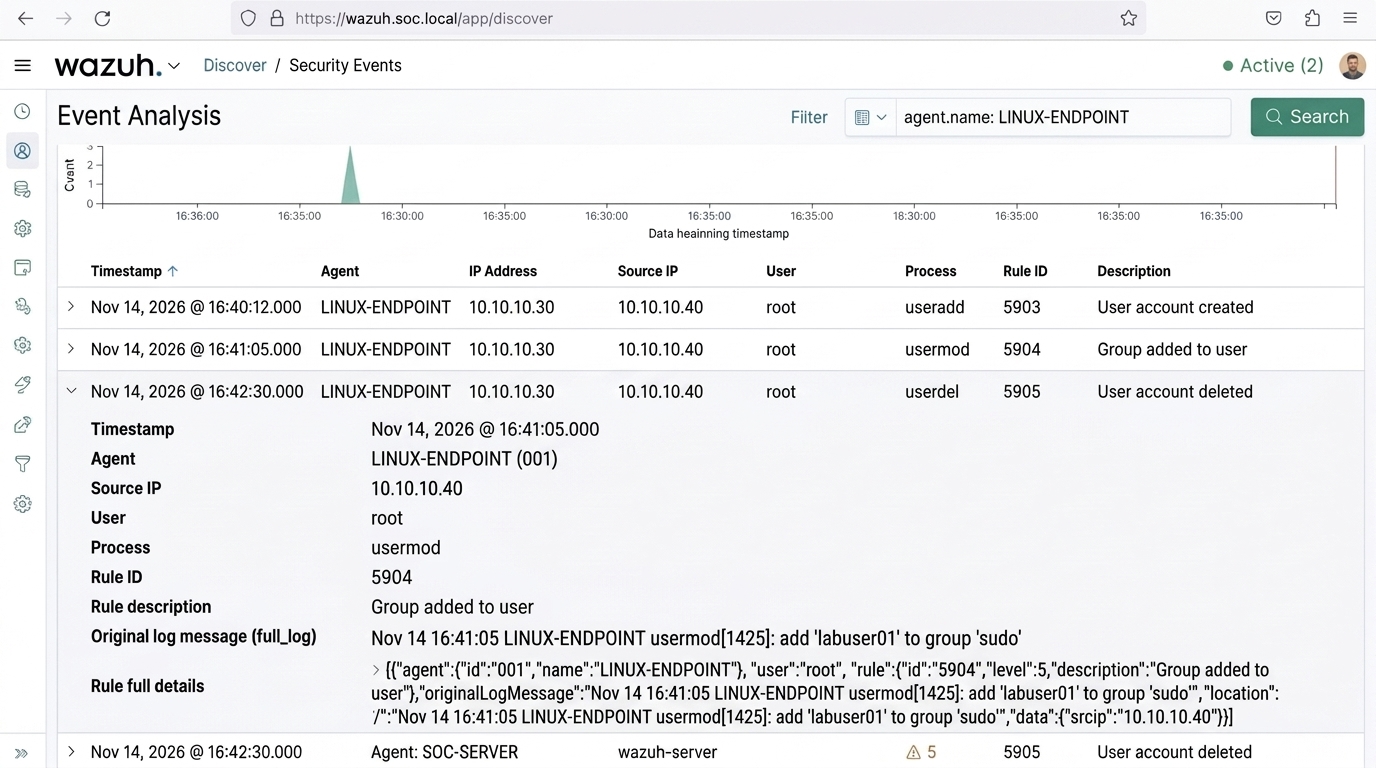 https://wazuh.soc.local/app/discover
wazuh. Discover / Security Events Active (2)
Event Analysis Filter agent.name: LINUX-ENDPOINT Search
Cvant
3
2
1
0
16:36:00 16:35:00 16:30:00 16:35:00 16:30:00 16:35:00 16:35:00 18:30:00 16:35:00 16:35:00 16:35:00
Data heainning timestamp
Timestamp Agent IP Address Source IP User Process Rule ID Description
Nov 14, 2026 @ 16:40:12.000 LINUX-ENDPOINT 10.10.10.30 10.10.10.40 root useradd 5903 User account created
Nov 14, 2026 @ 16:41:05.000 LINUX-ENDPOINT 10.10.10.30 10.10.10.40 root usermod 5904 Group added to user
Nov 14, 2026 @ 16:42:30.000 LINUX-ENDPOINT 10.10.10.30 10.10.10.40 root userdel 5905 User account deleted
Timestamp Nov 14, 2026 @ 16:41:05.000
Agent LINUX-ENDPOINT (001)
Source IP 10.10.10.40
User root
Process usermod
Rule ID 5904
Rule description Group added to user
Original log message (full_log) Nov 14 16:41:05 LINUX-ENDPOINT usermod[1425]: add 'labuser01' to group 'sudo'
Rule full details
[{"agent":{"id":"001","name":"LINUX-ENDPOINT"}, "user":"root", "rule":{"id":"5904","level":5,"description":"Group added to
user"},"originalLogMessage":"Nov 14 16:41:05 LINUX-ENDPOINT usermod[1425]: add 'labuser01' to group 'sudo'","location":
'/":"Nov 14 16:41:05 LINUX-ENDPOINT usermod[1425]: add 'labuser01' to group 'sudo'","data":{"srcip":"10.10.10.40"}}]
Nov 14, 2026 @ 16:42:30.000 Agent: SOC-SERVER wazuh-server 5 5905 User account deleted